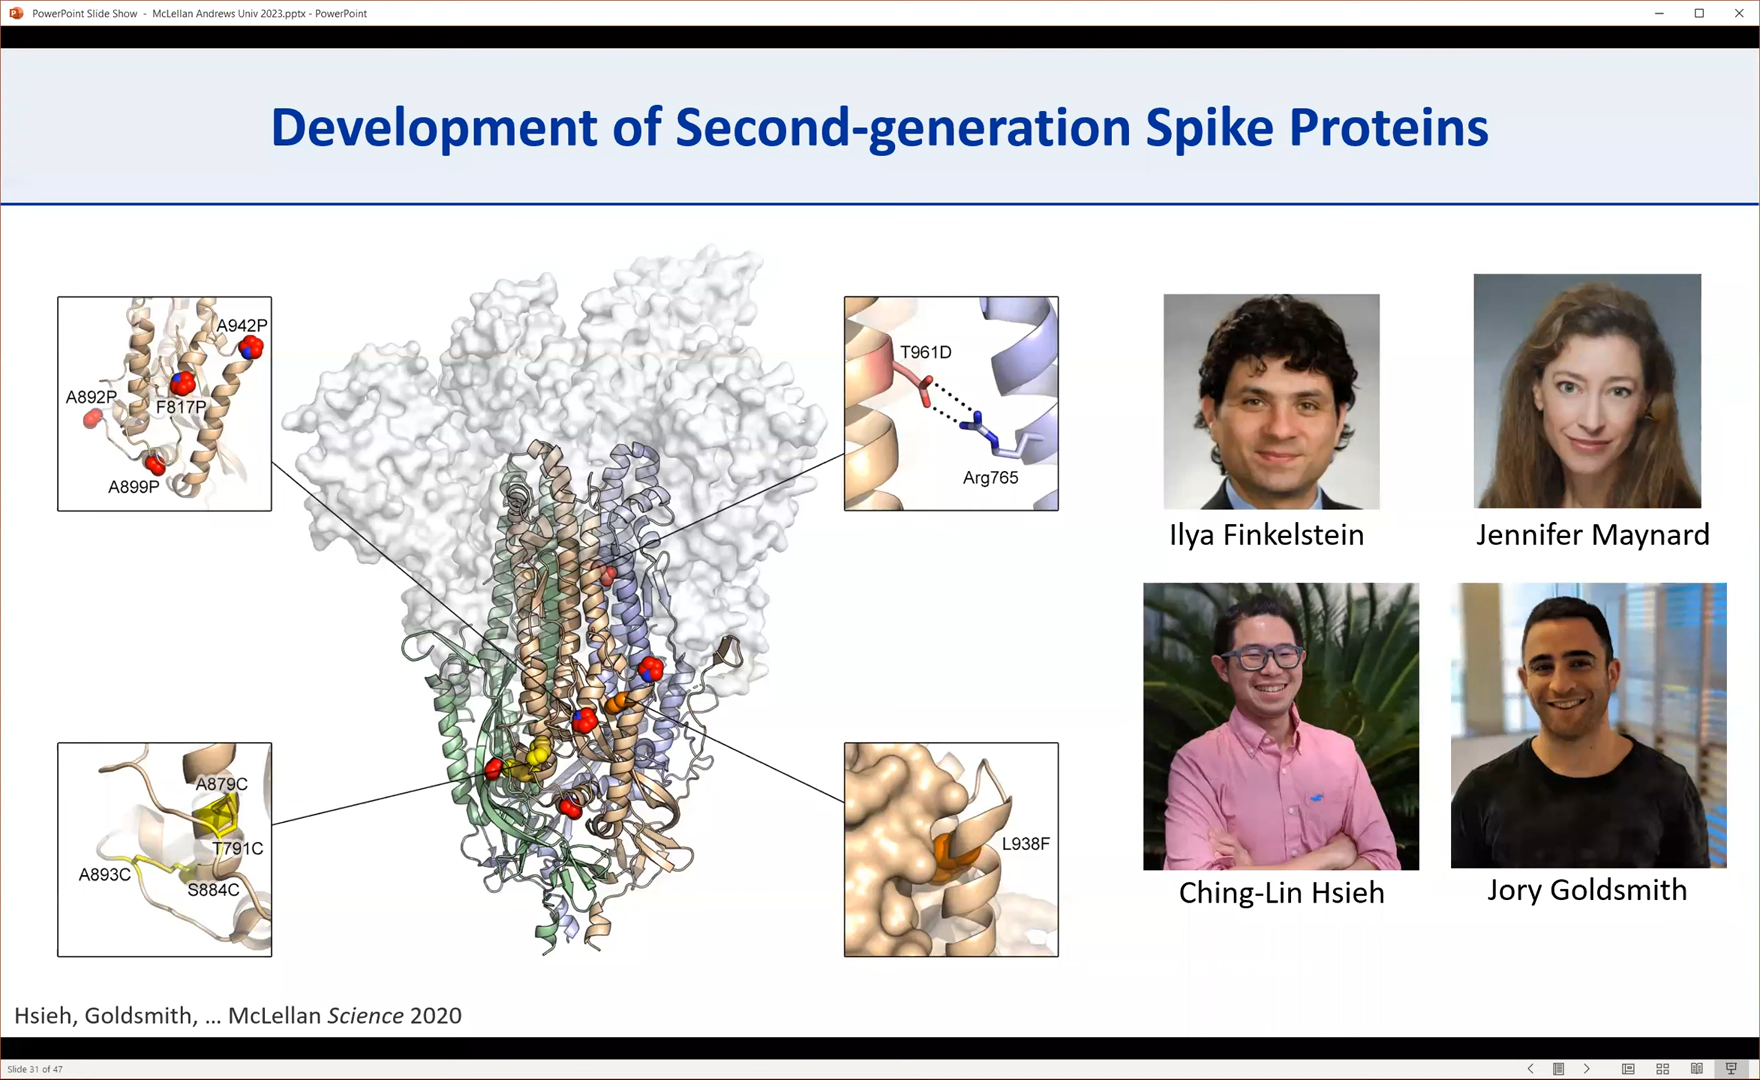 PowerPoint Slide Show - McLellan Andrews Univ 2023.pptx - PowerPoint
Development of Second-generation Spike Proteins
A942P
A892P
F817P
A899P
T961D
Arg765
A879C
T791C
A893C
S884C
L938F
Ilya Finkelstein
Jennifer Maynard
Ching-Lin Hsieh
Jory Goldsmith
Hsieh, Goldsmith, ... McLellan Science 2020
Slide 31 of 47